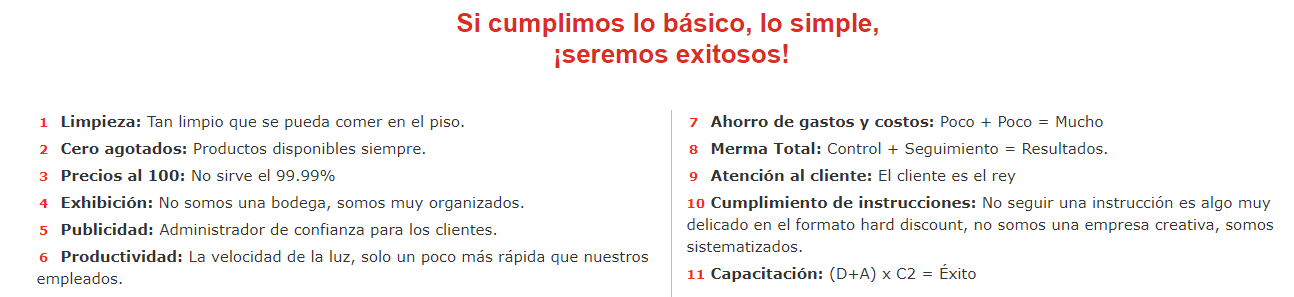 Si cumplimos lo básico, lo simple,
¡seremos exitosos!
1 Limpieza: Tan limpio que se pueda comer en el piso.
2 Cero agotados: Productos disponibles siempre.
3 Precios al 100: No sirve el 99.99%
4 Exhibición: No somos una bodega, somos muy organizados.
5 Publicidad: Administrador de confianza para los clientes.
6 Productividad: La velocidad de la luz, solo un poco más rápida que nuestros
empleados.
7 Ahorro de gastos y costos: Poco + Poco = Mucho
8 Merma Total: Control + Seguimiento = Resultados.
9 Atención al cliente: El cliente es el rey
10 Cumplimiento de instrucciones: No seguir una instrucción es algo muy
delicado en el formato hard discount, no somos una empresa creativa, somos
sistematizados.
11 Capacitación: (D+A) x C2 = Éxito